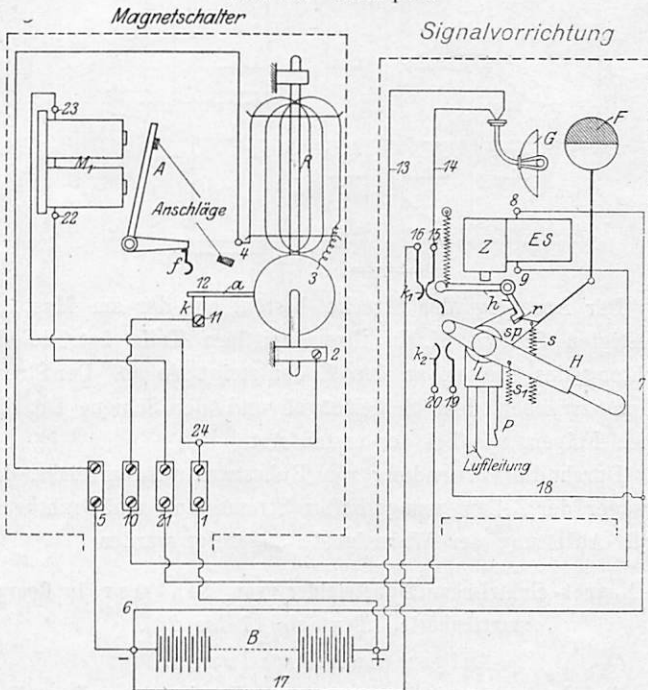 Magnetschalter
Signalvorrichtung
23
M₁
22
A
Anschläge
f
R
4
3
12
a
k
11
2
24
5
10
21
1
6
B
−
+
17
13
14
G
F
16
15
8
Z
ES
9
k₁
h
r
sp
s
k₂
L
s₁
H
7
20
19
p
Luftleitung
18